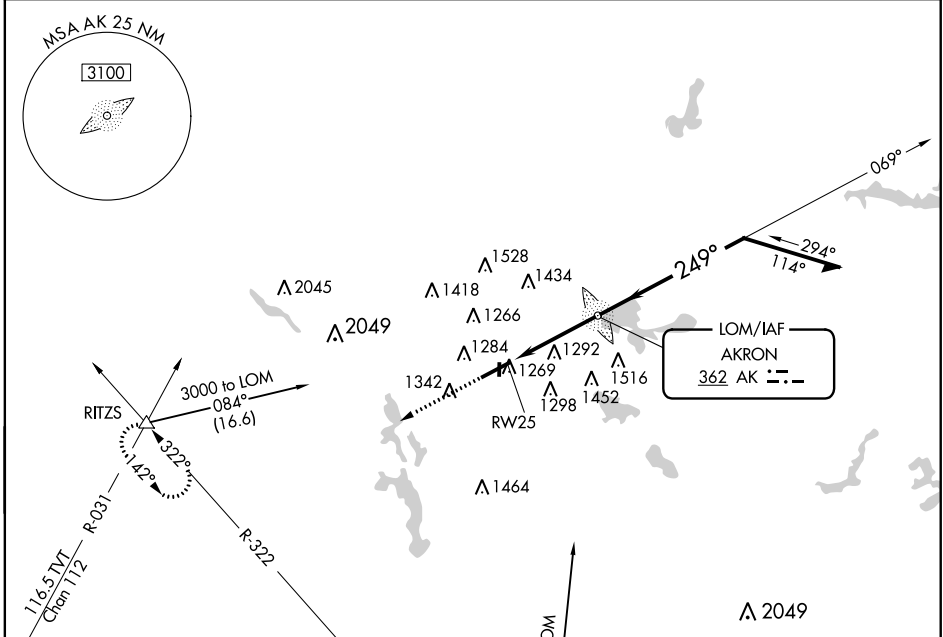 MSA AK 25 NM
3100
069°
294°
114°
249°
1528
1434
1418
2045
1266
2049
1284
1292
1269
1516
1342
1298
1452
RW25
LOM/IAF
AKRON
362 AK
3000 to LOM
084°
(16.6)
RITZS
322°
142°
1464
R-031
R-322
116.5 TVT
Chan 112
OM
2049